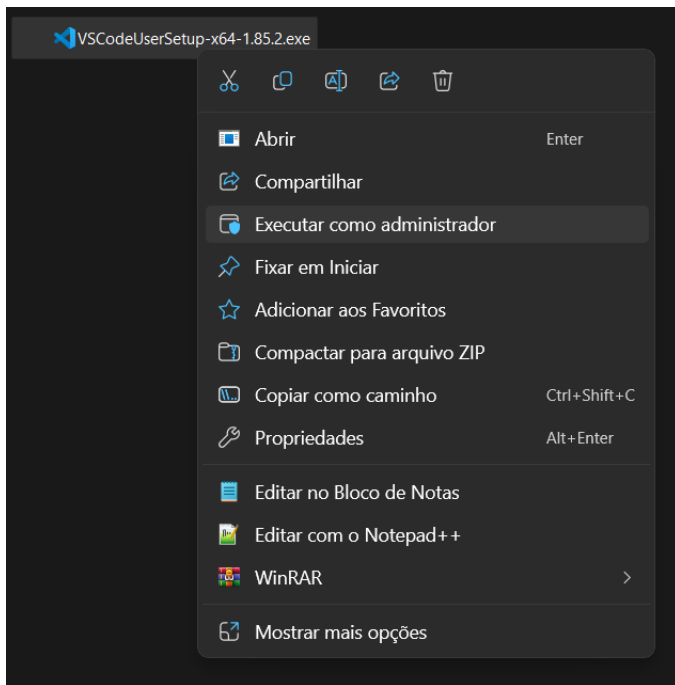 VSCodeUserSetup-x64-1.85.2.exe
Abrir Enter
Compartilhar
Executar como administrador
Fixar em Iniciar
Adicionar aos Favoritos
Compactar para arquivo ZIP
Copiar como caminho Ctrl+Shift+C
Propriedades Alt+Enter
Editar no Bloco de Notas
Editar com o Notepad++
WinRAR
Mostrar mais opções